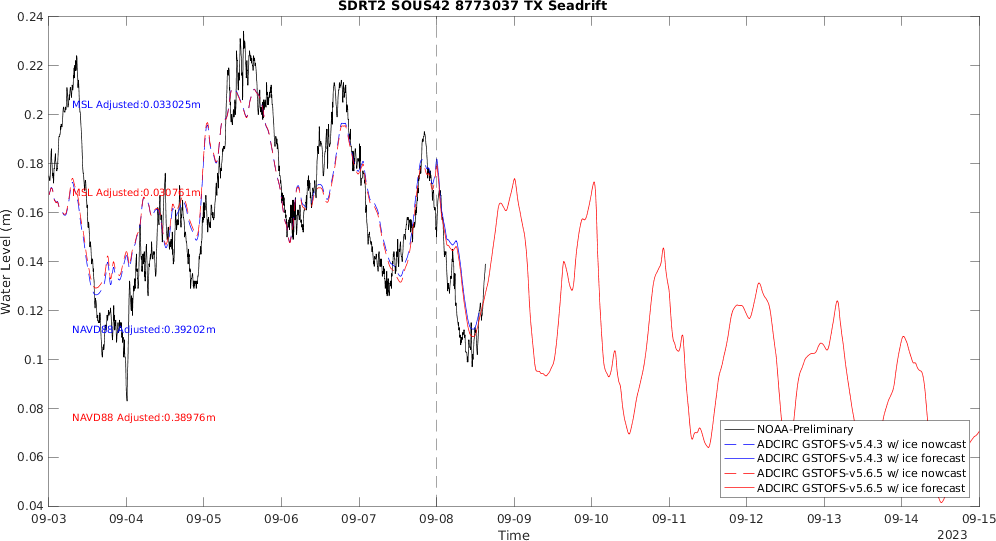 SDRT2 SOUS42 8773037 TX Seadrift
0.24
0.22
0.2
0.18
0.16
0.14
0.12
0.1
0.08
0.06
0.04
Water Level (m)
MSL Adjusted:0.033025m
MSL Adjusted:0.030761m
NAVD88 Adjusted:0.39202m
NAVD88 Adjusted:0.38976m
NOAA-Preliminary
ADCIRC GSTOFS-v5.4.3 w/ ice nowcast
ADCIRC GSTOFS-v5.4.3 w/ ice forecast
ADCIRC GSTOFS-v5.6.5 w/ ice nowcast
ADCIRC GSTOFS-v5.6.5 w/ ice forecast
09-03 09-04 09-05 09-06 09-07 09-08 09-09 09-10 09-11 09-12 09-13 09-14 09-15
Time
2023